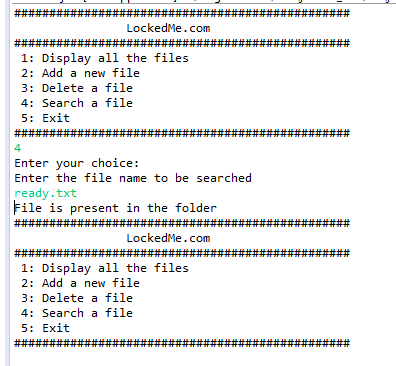 ################################################
LockedMe.com
################################################
1: Display all the files
2: Add a new file
3: Delete a file
4: Search a file
5: Exit
################################################
4
Enter your choice:
Enter the file name to be searched
ready.txt
File is present in the folder
################################################
LockedMe.com
################################################
1: Display all the files
2: Add a new file
3: Delete a file
4: Search a file
5: Exit
################################################